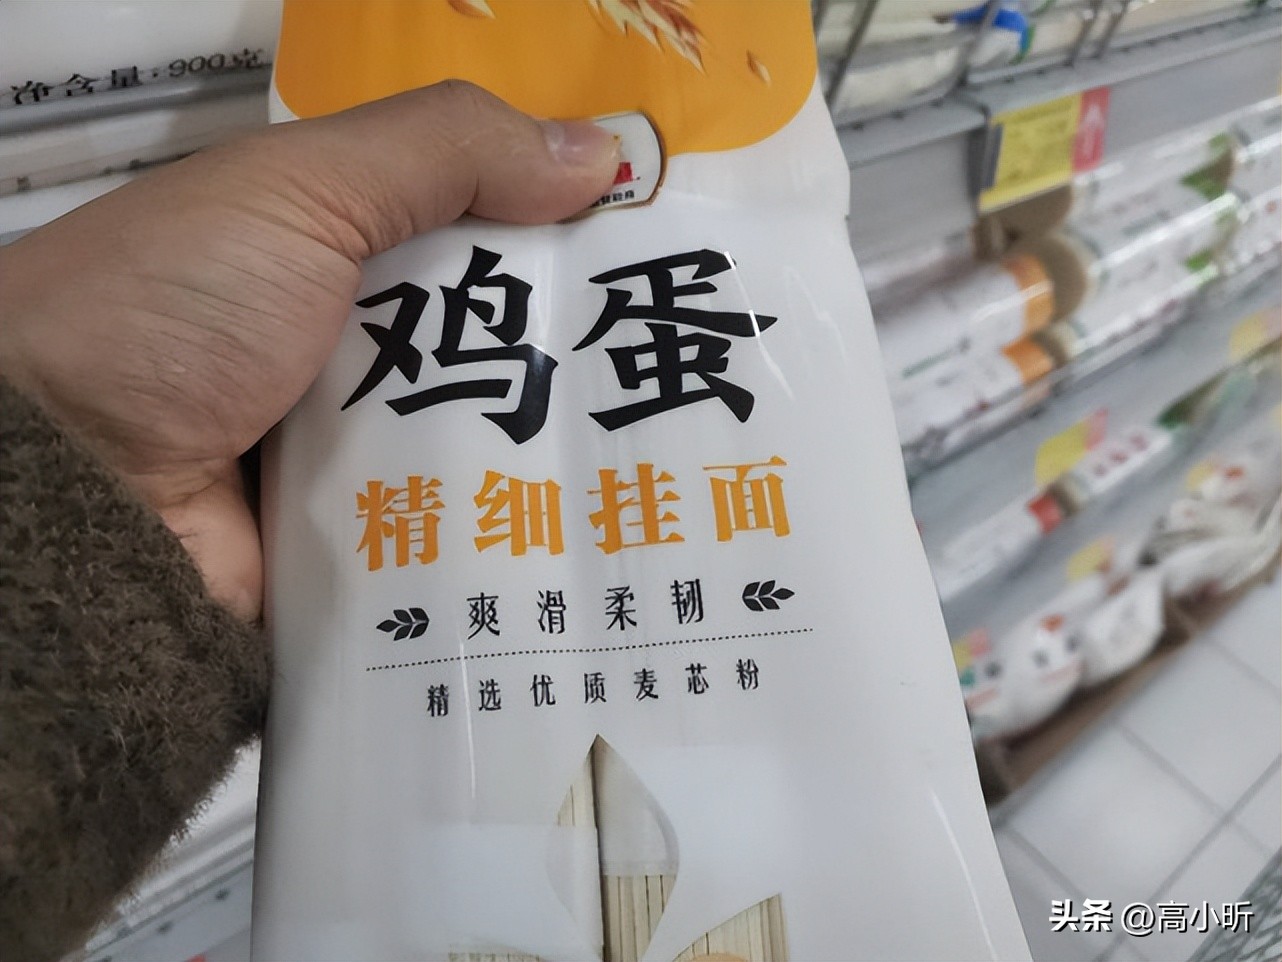 净含量:900克
鸡蛋
精细挂面
爽滑柔韧
精选优质麦芯粉
头条 @高小昕